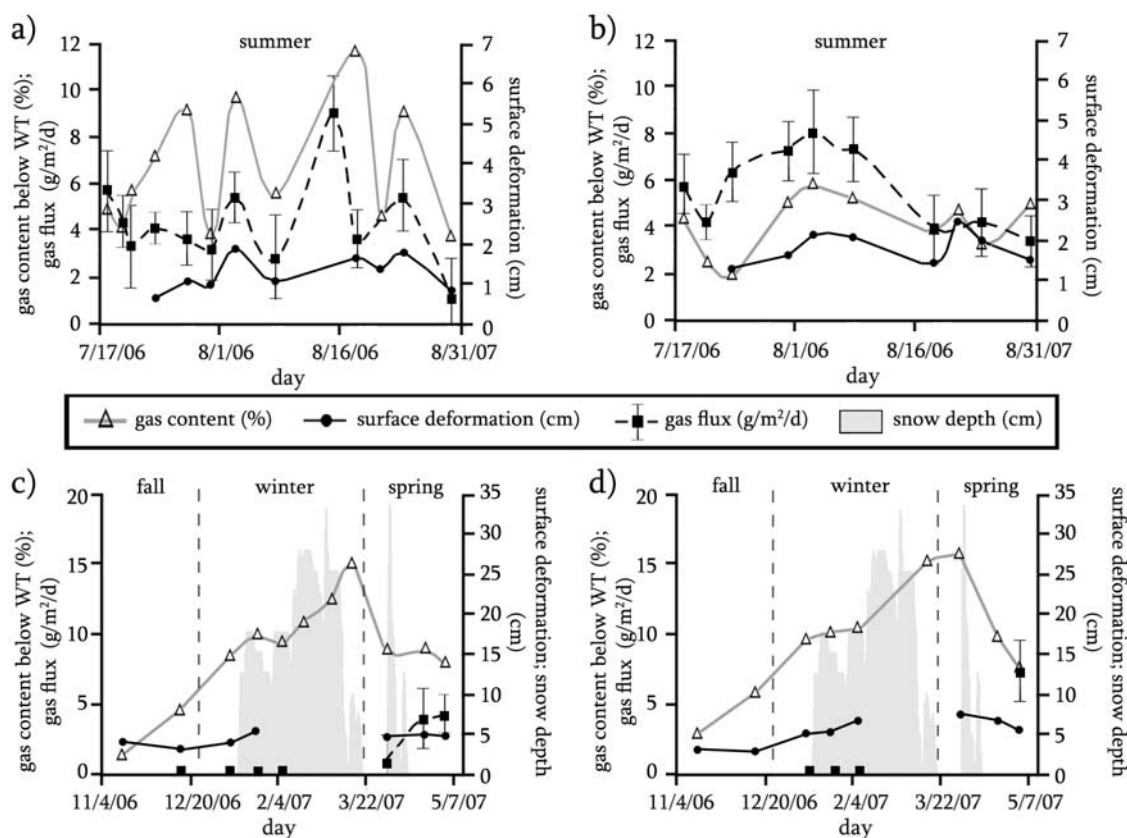 a)
summer
gas content below WT (%);
gas flux (g/m²/d)
12
10
8
6
4
2
0
7
6
5
4
3
2
1
0
surface deformation (cm)
7/17/06
8/1/06
8/16/06
8/31/07
day
b)
summer
gas content below WT (%);
gas flux (g/m²/d)
12
10
8
6
4
2
0
7
6
5
4
3
2
1
0
surface deformation (cm)
7/17/06
8/1/06
8/16/06
8/31/07
day
gas content (%)
surface deformation (cm)
gas flux (g/m²/d)
snow depth (cm)
c)
fall
winter
spring
gas content below WT (%);
gas flux (g/m²/d)
20
15
10
5
0
35
30
25
20
15
10
5
0
surface deformation; snow depth
(cm)
11/4/06
12/20/06
2/4/07
3/22/07
5/7/07
day
d)
fall
winter
spring
gas content below WT (%);
gas flux (g/m²/d)
20
15
10
5
0
35
30
25
20
15
10
5
0
surface deformation; snow depth
(cm)
11/4/06
12/20/06
2/4/07
3/22/07
5/7/07
day